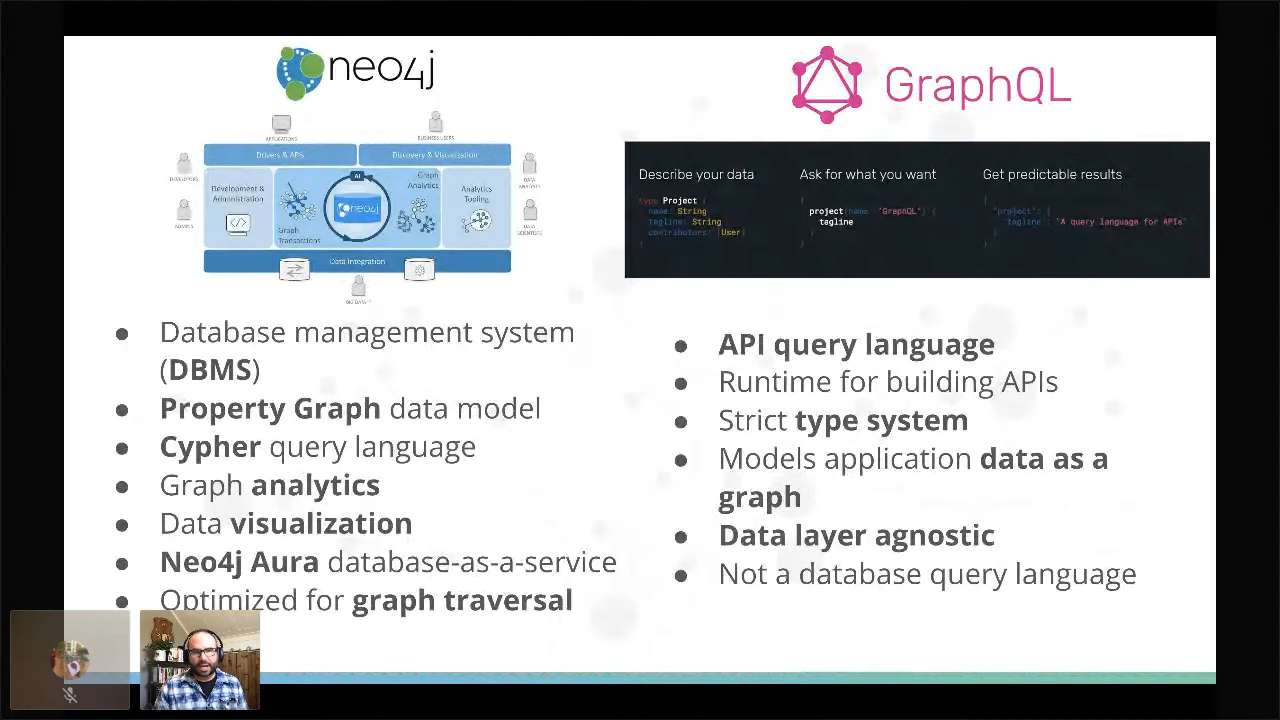 neo4j
APPLICATIONS
BUSINESS USERS
Drivers & APIs
Discovery & Visualization
DEVELOPERS
ADMINS
Development &
Administration
Graph
Transactions
AI
neo4j
Graph
Analytics
Analytics
Tooling
DATA
ANALYSTS
DATA
SCIENTISTS
Data Integration
BIG DATA IT
● Database management system
(DBMS)
● Property Graph data model
● Cypher query language
● Graph analytics
● Data visualization
● Neo4j Aura database-as-a-service
● Optimized for graph traversal
GraphQL
Describe your data
type Project {
name: String
tagline: String
contributors: [User]
}
Ask for what you want
{
project(name: "GraphQL") {
tagline
}
}
Get predictable results
{
"project": {
"tagline": "A query language for APIs"
}
}
● API query language
● Runtime for building APIs
● Strict type system
● Models application data as a
graph
● Data layer agnostic
● Not a database query language